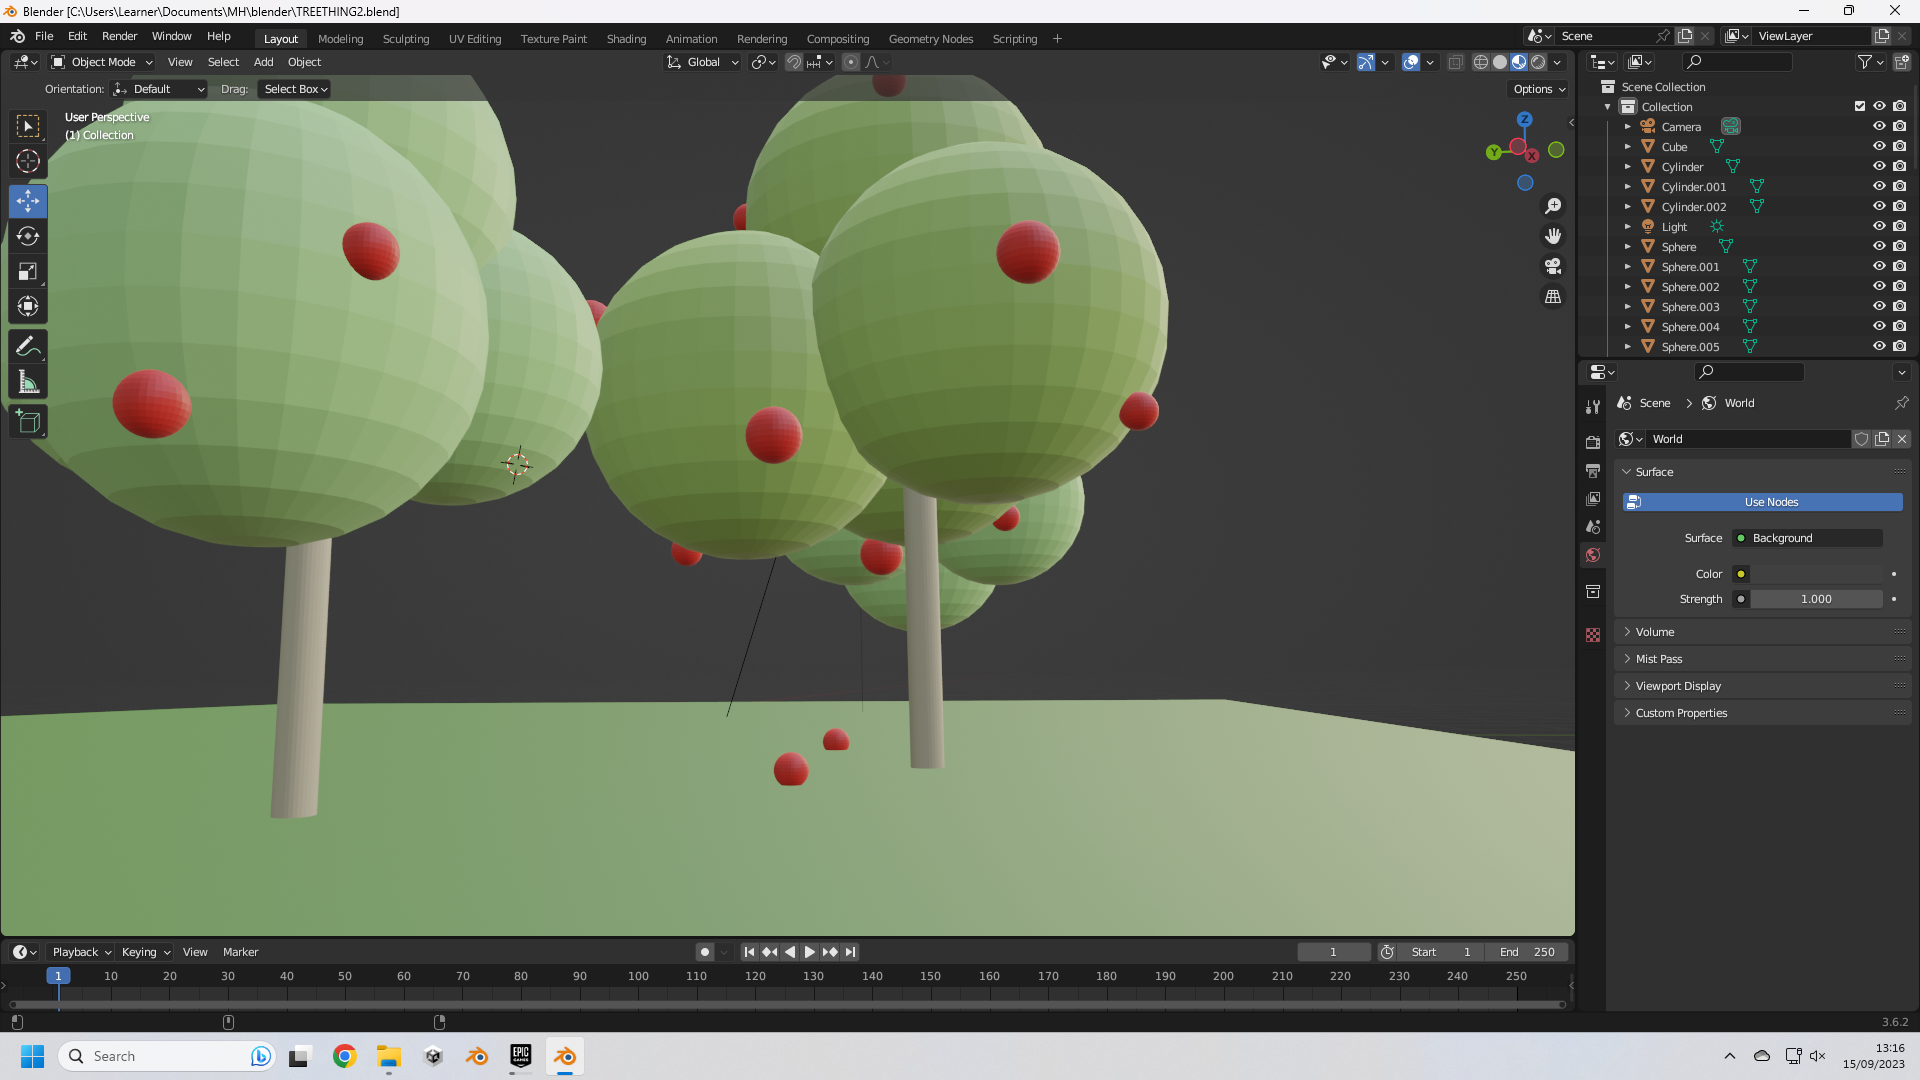 Blender [C:\Users\Learner\Documents\MH\blender\TREETHING2.blend]
File Edit Render Window Help Layout Modeling Sculpting UV Editing Texture Paint Shading Animation Rendering Compositing Geometry Nodes Scripting + Scene ViewLayer
Object Mode View Select Add Object Global
Orientation: Default Drag: Select Box Options
User Perspective
(1) Collection
Z
Y
X
Scene Collection
Collection
Camera
Cube
Cylinder
Cylinder.001
Cylinder.002
Light
Sphere
Sphere.001
Sphere.002
Sphere.003
Sphere.004
Sphere.005
Scene > World
World
Surface
Use Nodes
Surface Background
Color
Strength 1.000
Volume
Mist Pass
Viewport Display
Custom Properties
Playback Keying View Marker 1 Start 1 End 250
1 10 20 30 40 50 60 70 80 90 100 110 120 130 140 150 160 170 180 190 200 210 220 230 240 250
3.6.2
Search
EPIC
GAMES
13:16
15/09/2023